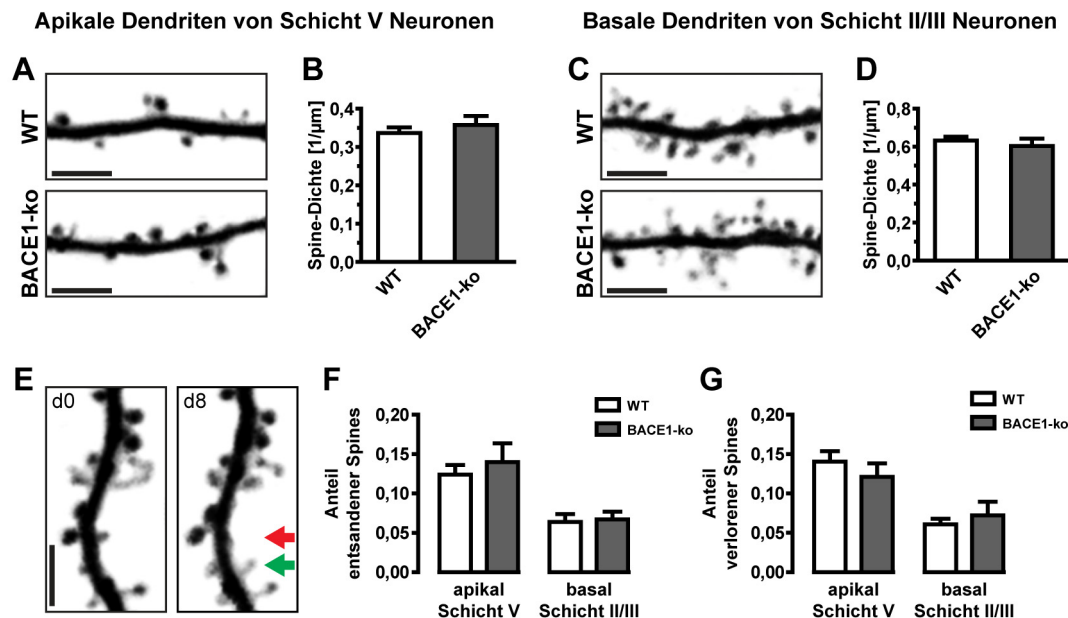 Apikale Dendriten von Schicht V Neuronen
Basale Dendriten von Schicht II/III Neuronen
A
WT
BACE1-ko
B
Spine-Dichte [1/µm]
0,4
0,3
0,2
0,1
0,0
WT
BACE1-ko
C
WT
BACE1-ko
D
Spine-Dichte [1/µm]
0,8
0,6
0,4
0,2
0,0
WT
BACE1-ko
E
d0
d8
F
Anteil
entsandener Spines
0,20
0,15
0,10
0,05
0,00
WT
BACE1-ko
apikal
Schicht V
basal
Schicht II/III
G
Anteil
verlorener Spines
0,20
0,15
0,10
0,05
0,00
WT
BACE1-ko
apikal
Schicht V
basal
Schicht II/III